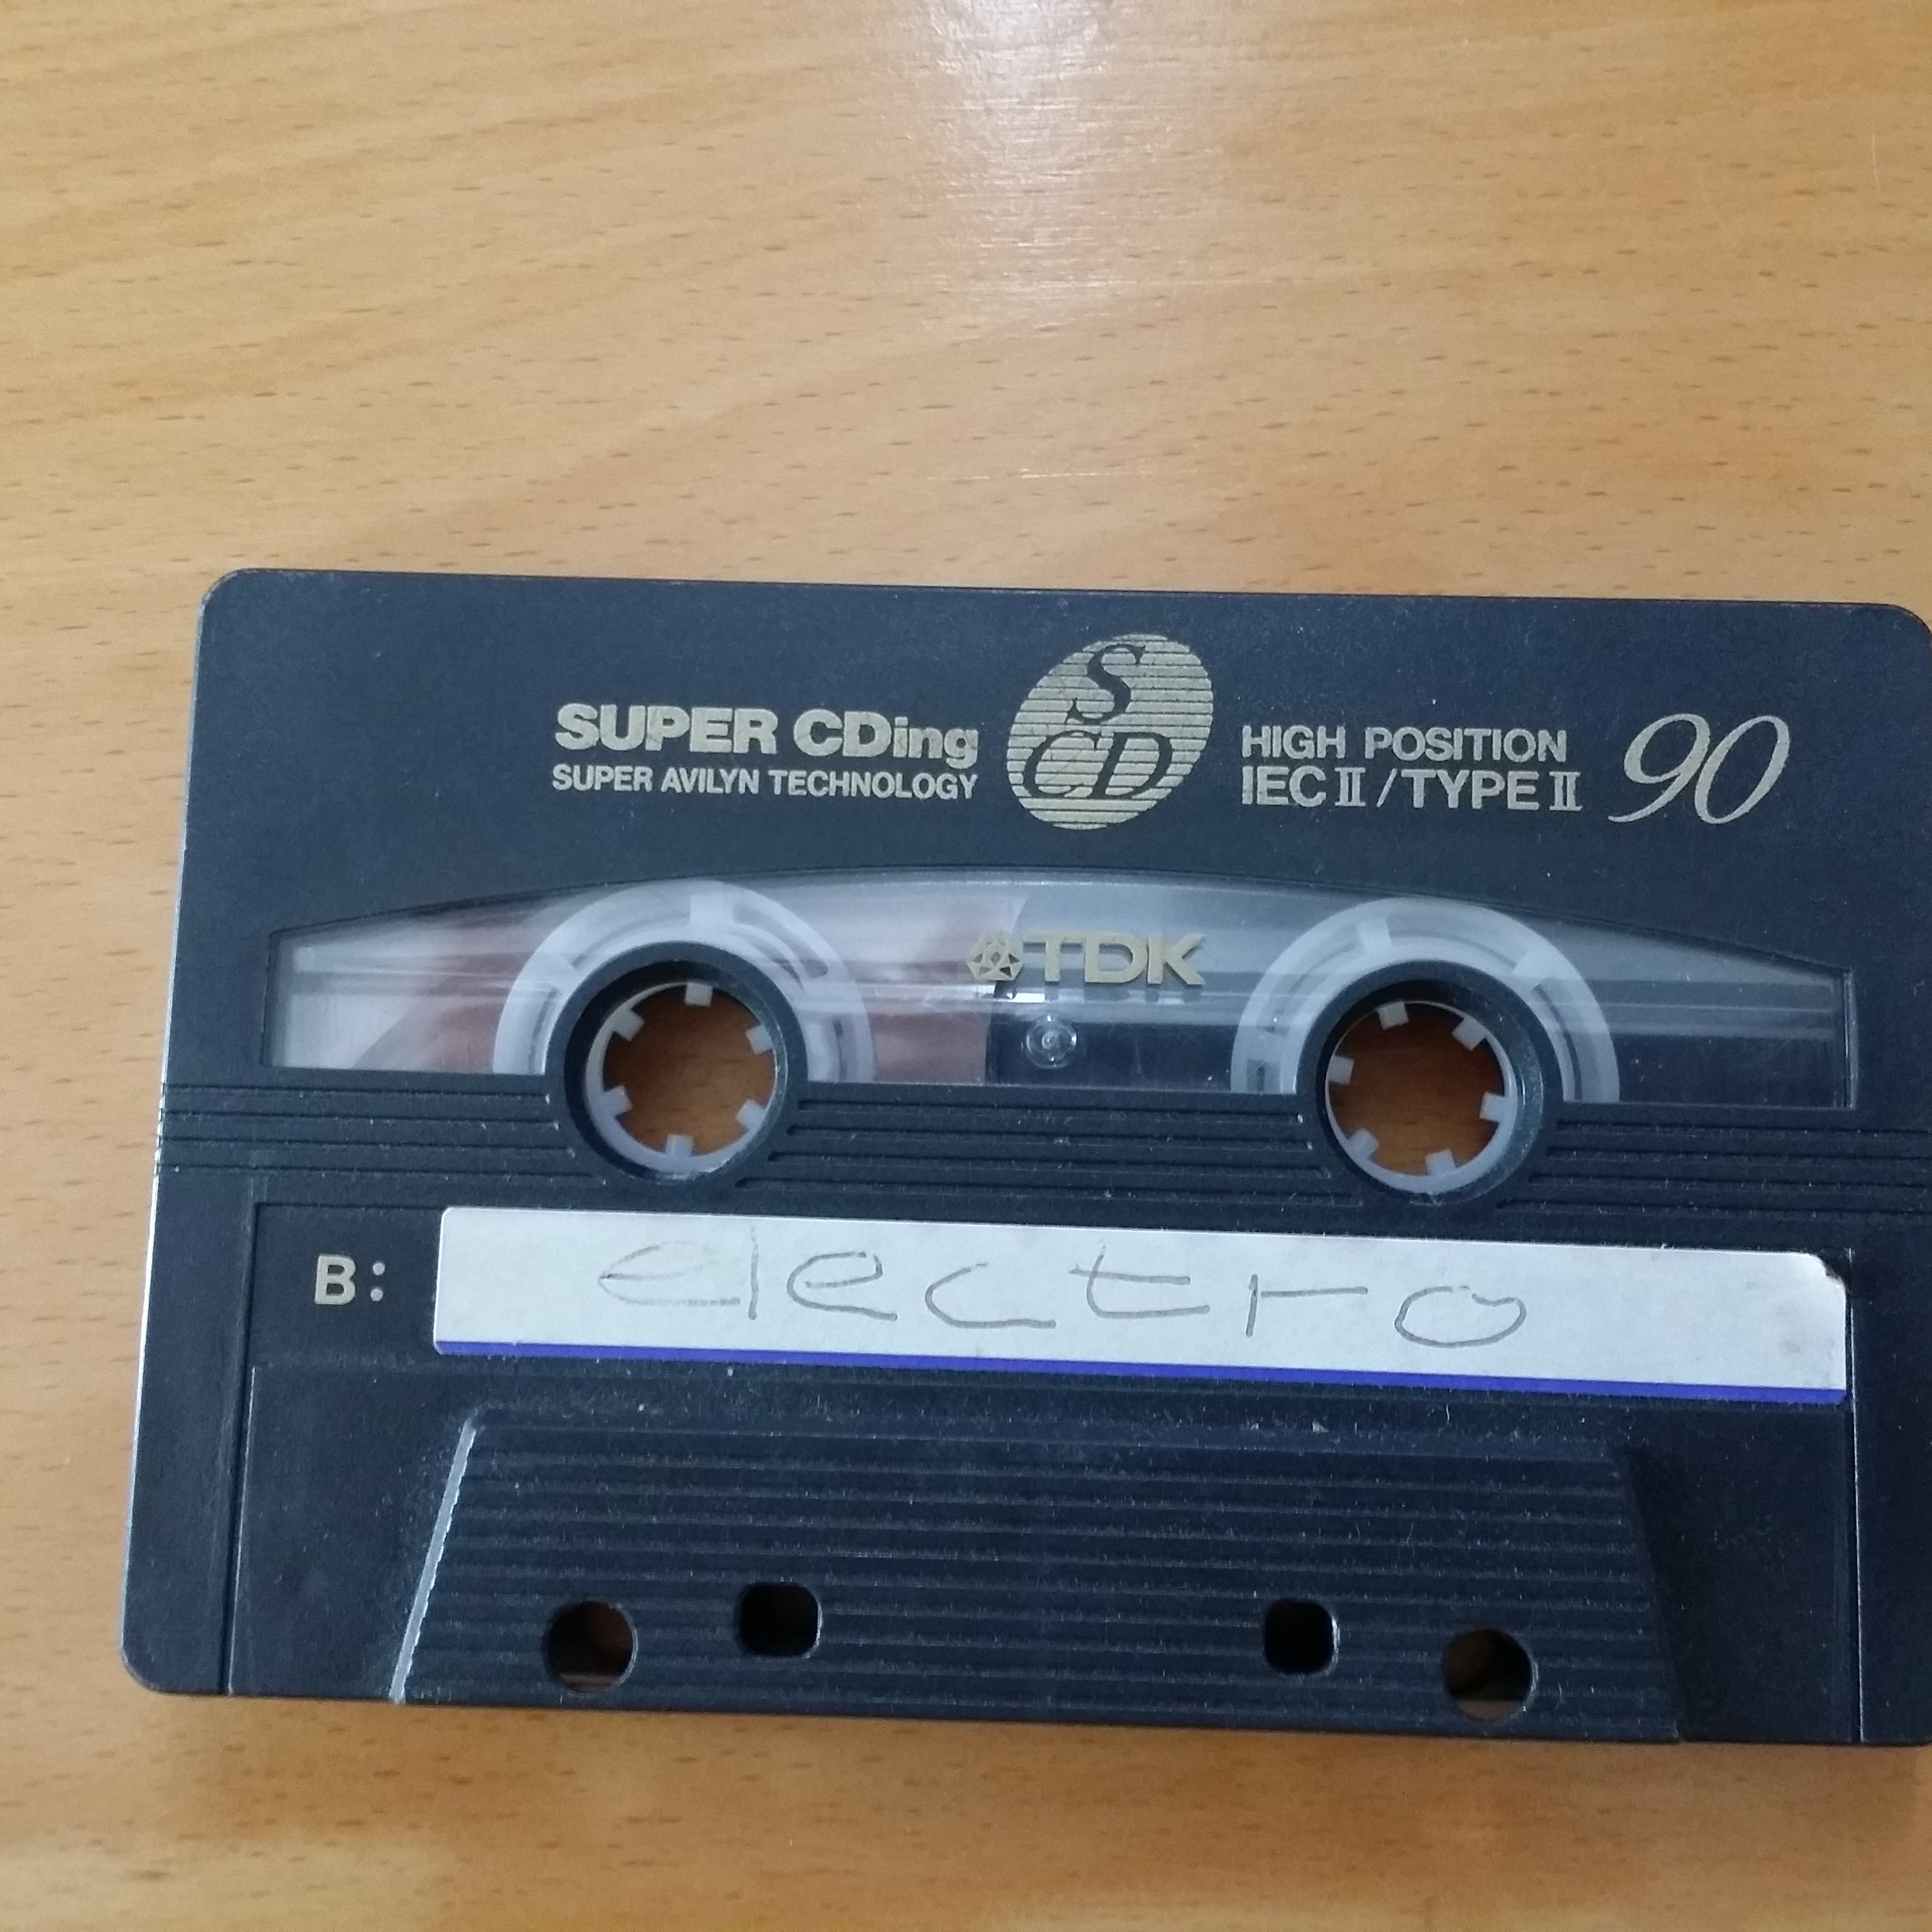 SUPER CDing
SUPER AVILYN TECHNOLOGY
S
CD
HIGH POSITION
IEC II / TYPE II
90
TDK
B:
electro